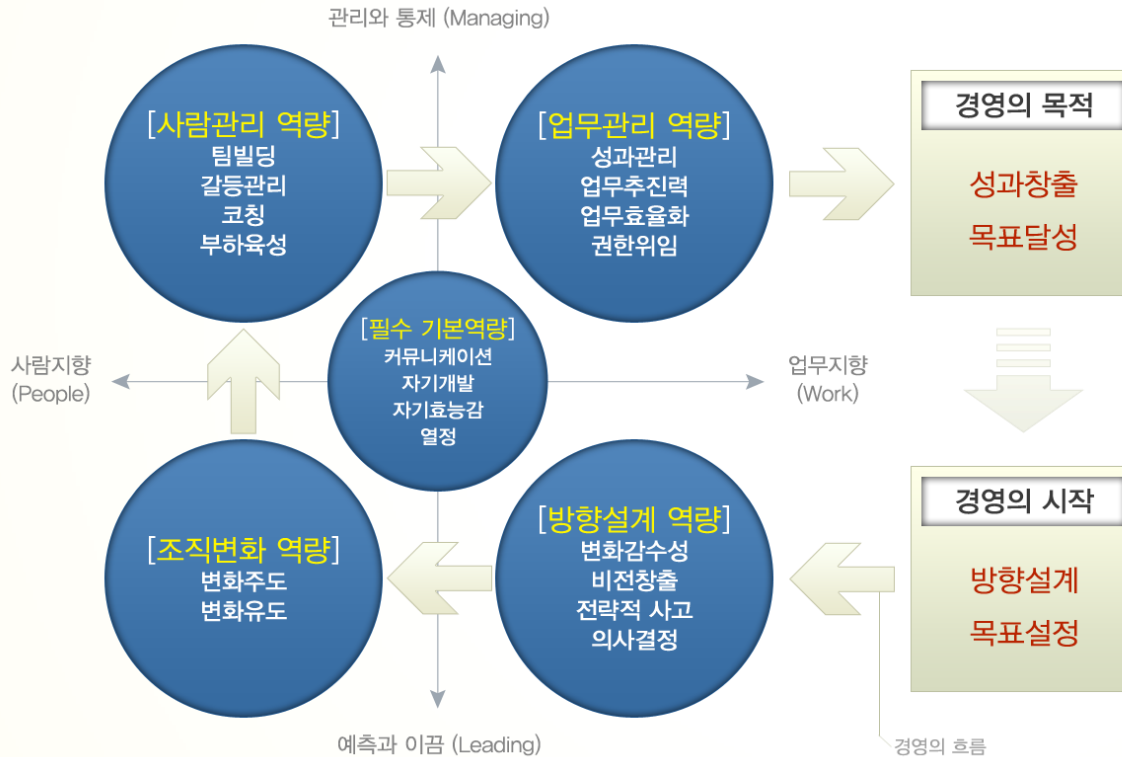 관리와 통제 (Managing)
[사람관리 역량]
팀빌딩
갈등관리
코칭
부하육성
[업무관리 역량]
성과관리
업무추진력
업무효율화
권한위임
경영의 목적
성과창출
목표달성
[필수 기본역량]
커뮤니케이션
자기개발
자기효능감
열정
사람지향
(People)
업무지향
(Work)
[조직변화 역량]
변화주도
변화유도
[방향설계 역량]
변화감수성
비전창출
전략적 사고
의사결정
경영의 시작
방향설계
목표설정
예측과 이끔 (Leading)
경영의 흐름